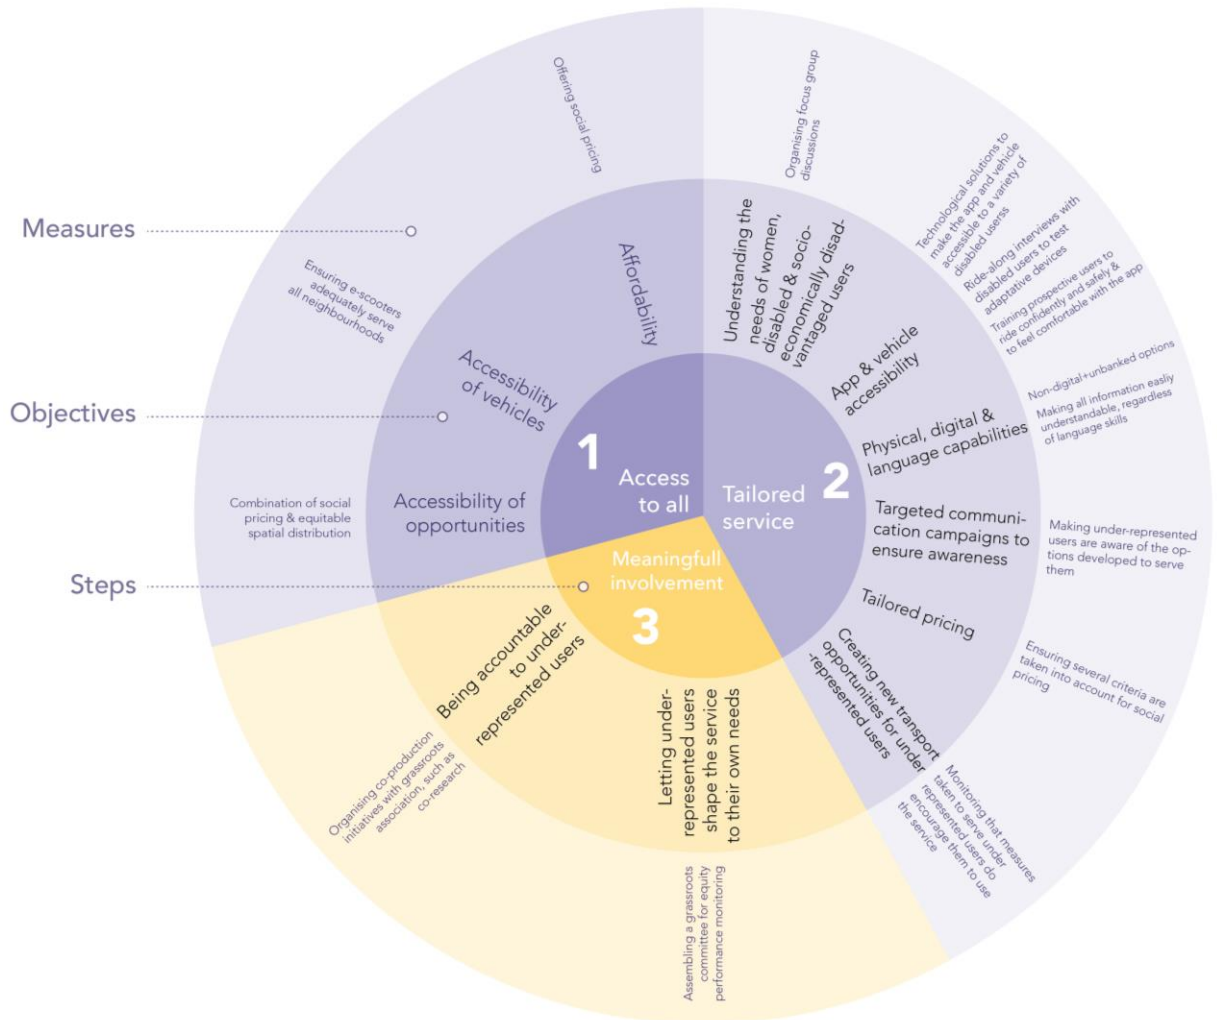 Measures
Objectives
Steps
1
Access
to all
Affordability
Offering social pricing
Accessibility
of vehicles
Ensuring e-scooters
adequately serve
all neighbourhoods
Accessibility of
opportunities
Combination of social
pricing & equitable
spatial distribution
2
Tailored
service
Understanding the
needs of women,
disabled & socio-
economically disad-
vantaged users
Organising focus group
discussions
App & vehicle
accessibility
Technological solutions to
make the app and vehicle
accessible to a variety of
disabled userss
Ride-along interviews with
disabled users to test
adaptative devices
Training prospective users to
ride confidently and safely &
to feel comfortable with the app
Physical, digital &
language capabilities
Non-digital+unbanked options
Making all information easliy
understandable, regardless
of language skills
Targeted communi-
cation campaigns to
ensure awareness
Making under-represented
users are aware of the op-
tions developed to serve
them
Tailored pricing
Ensuring several criteria are
taken into account for social
pricing
Creating new transport
opportunities for under
-represented users
Monitoring that measures
taken to serve under
represented users do
encourage them to use
the service
Meaningfull
involvement
3
Letting under-
represented users
shape the service
to their own needs
Assembling a grassroots
committee for equity
performance monitoring
Being accountable
to under-
represented users
Organising co-production
initiatives with grassroots
association, such as
co-research